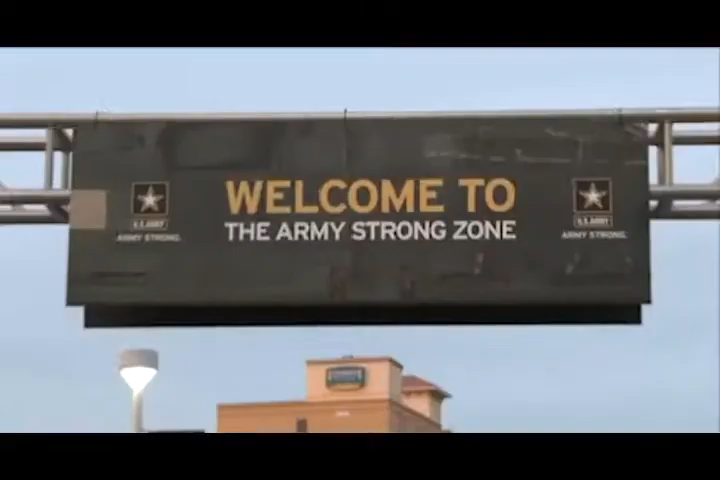 WELCOME TO
THE ARMY STRONG ZONE
U.S. ARMY
ARMY STRONG.
U.S. ARMY
ARMY STRONG.